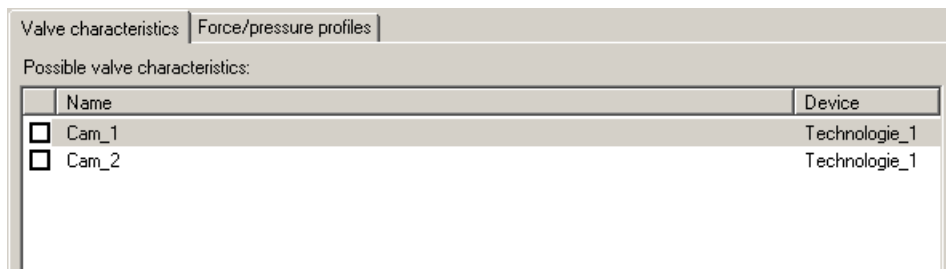 Valve characteristics Force/pressure profiles
Possible valve characteristics:
Name Device
Cam_1 Technologie_1
Cam_2 Technologie_1